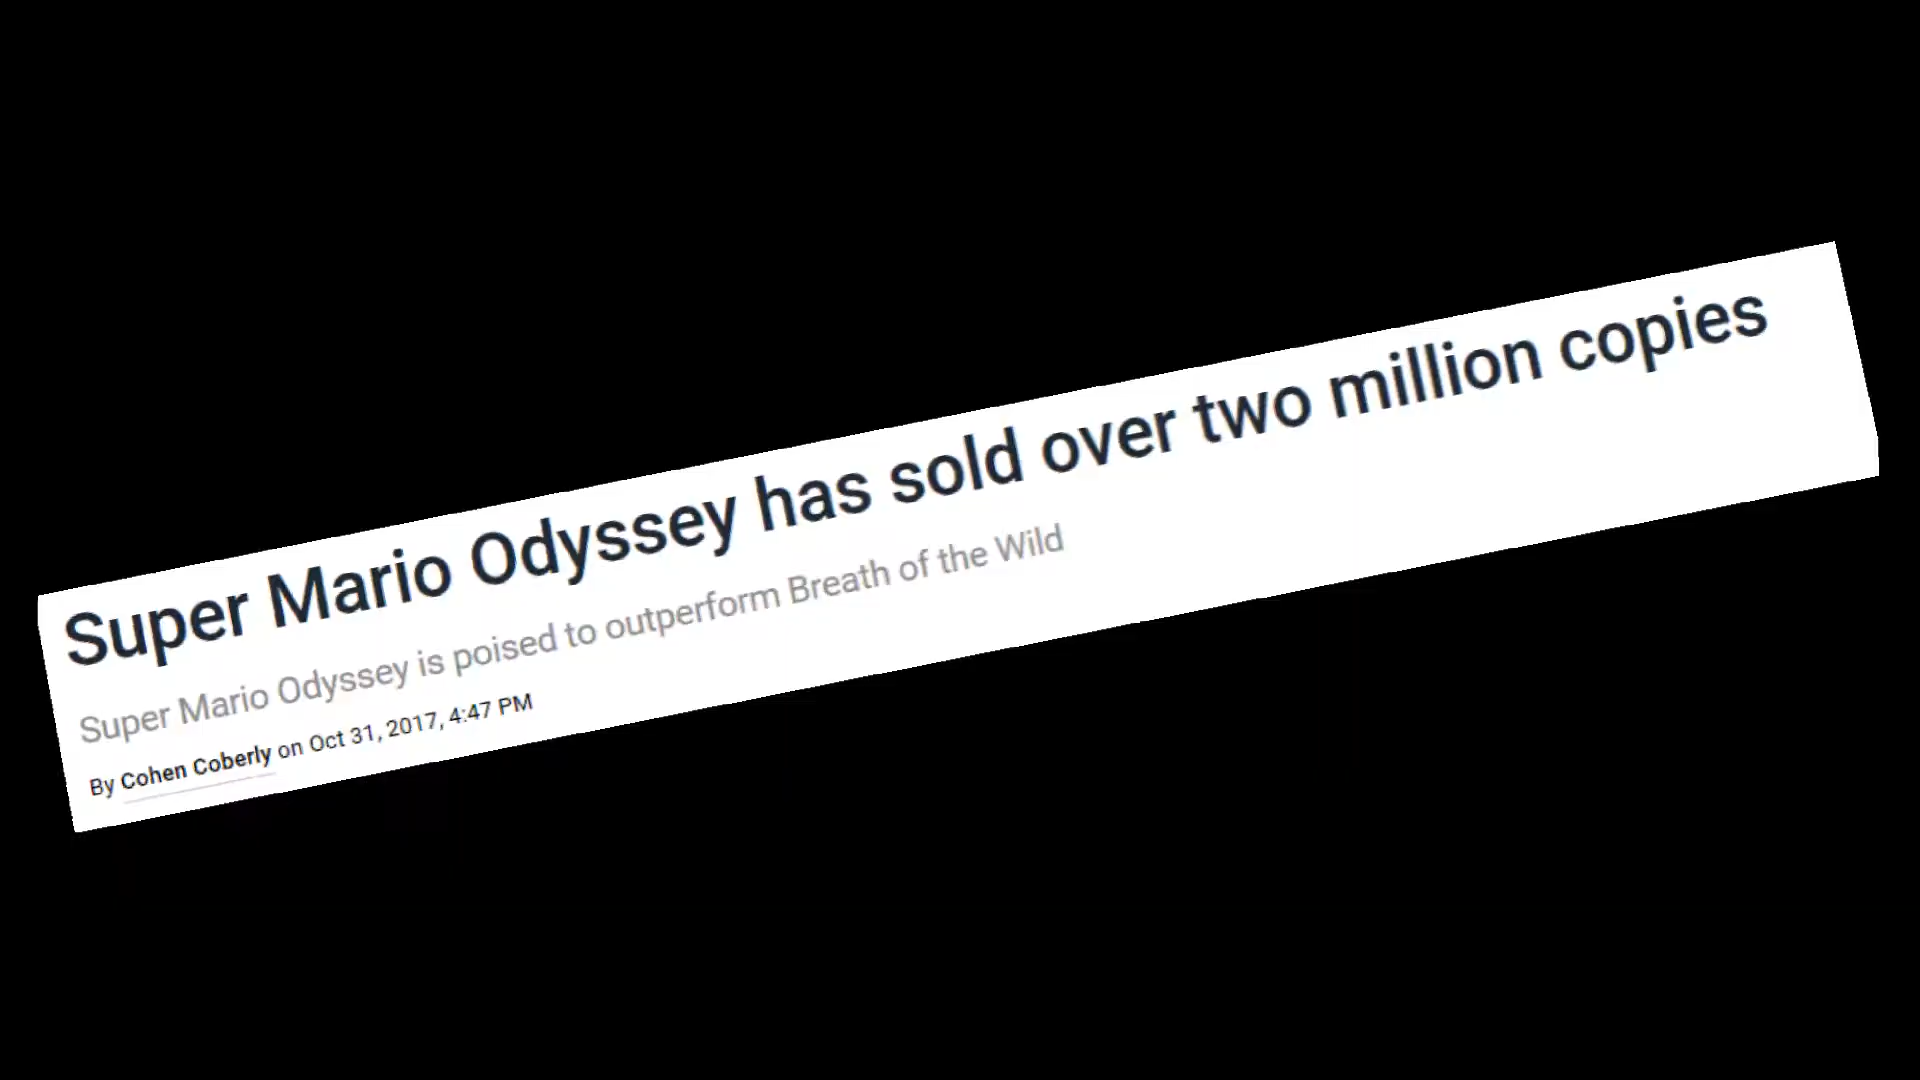 Super Mario Odyssey has sold over two million copies
Super Mario Odyssey is poised to outperform Breath of the Wild
By Cohen Coberly on Oct 31, 2017, 4:47 PM